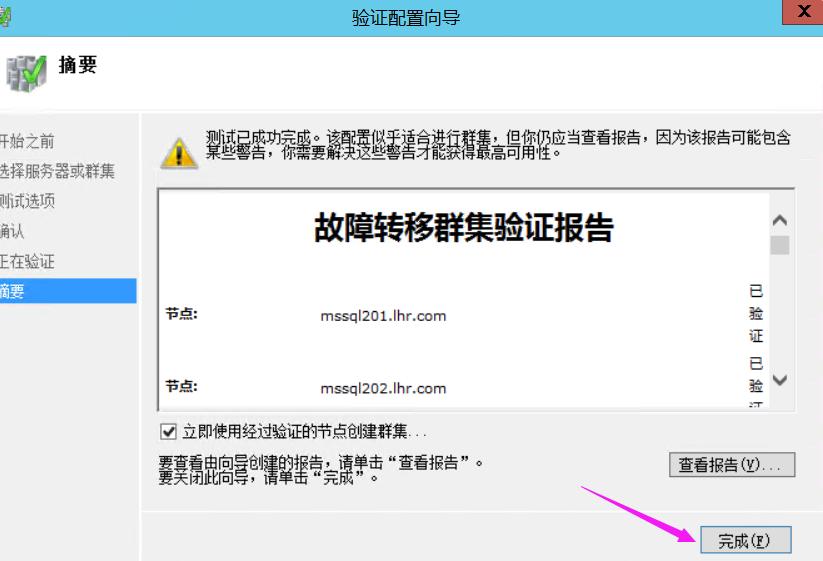 验证配置向导
摘要
开始之前
选择服务器或群集
测试选项
确认
正在验证
摘要
测试已成功完成。该配置似乎适合进行群集，但你仍应当查看报告，因为该报告可能包含
某些警告，你需要解决这些警告才能获得最高可用性。
故障转移群集验证报告
节点:
mssql201.lhr.com
已
验
证
节点:
mssql202.lhr.com
已
验
证
立即使用经过验证的节点创建群集...
要查看由向导创建的报告，请单击“查看报告”。
要关闭此向导，请单击“完成”。
查看报告(V)...
完成(F)